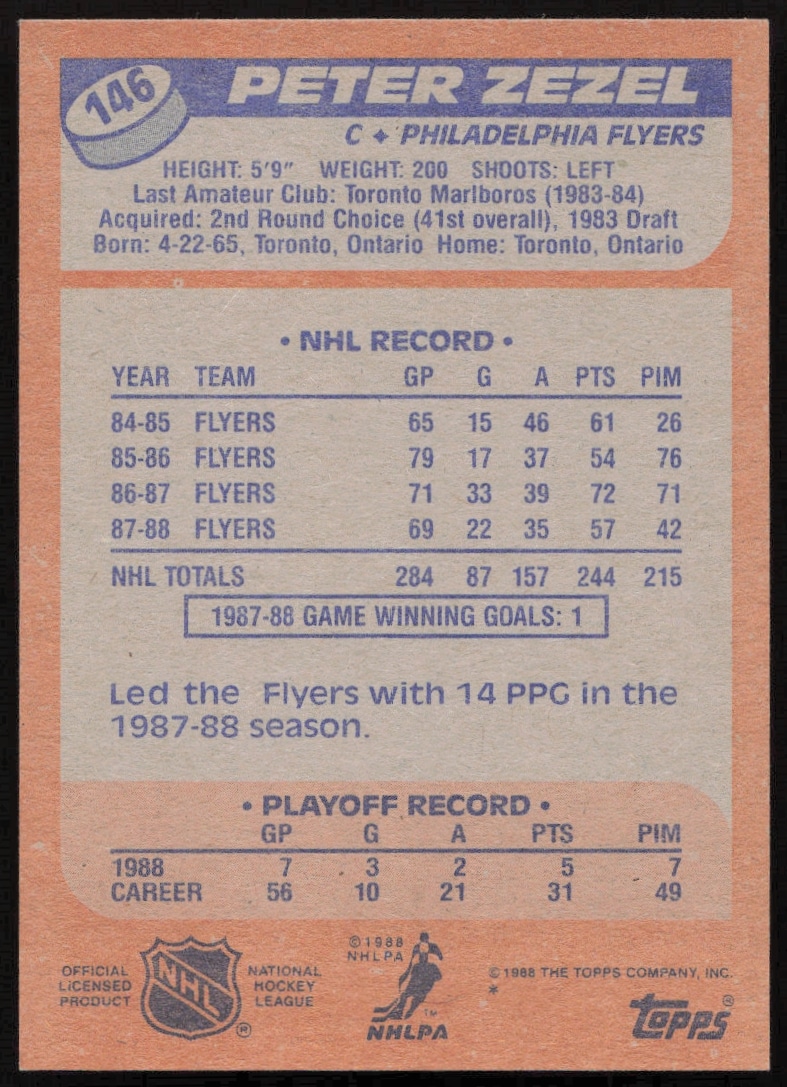 146
PETER ZEZEL
C ✦ PHILADELPHIA FLYERS
HEIGHT: 5'9" WEIGHT: 200 SHOOTS: LEFT
Last Amateur Club: Toronto Marlboros (1983-84)
Acquired: 2nd Round Choice (41st overall), 1983 Draft
Born: 4-22-65, Toronto, Ontario Home: Toronto, Ontario
• NHL RECORD •
YEAR TEAM GP G A PTS PIM
84-85 FLYERS 65 15 46 61 26
85-86 FLYERS 79 17 37 54 76
86-87 FLYERS 71 33 39 72 71
87-88 FLYERS 69 22 35 57 42
NHL TOTALS 284 87 157 244 215
1987-88 GAME WINNING GOALS: 1
Led the Flyers with 14 PPG in the
1987-88 season.
• PLAYOFF RECORD •
GP G A PTS PIM
1988 7 3 2 5 7
CAREER 56 10 21 31 49
OFFICIAL
LICENSED
PRODUCT
NHL
®
NATIONAL
HOCKEY
LEAGUE
©1988
NHLPA
TM
NHLPA
© 1988 THE TOPPS COMPANY, INC.
*
topps ®